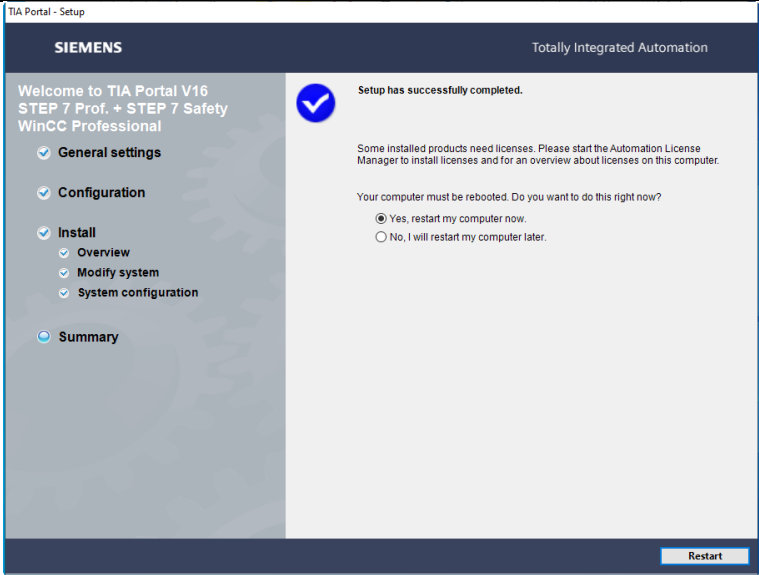 TIA Portal - Setup
SIEMENS
Totally Integrated Automation
Welcome to TIA Portal V16
STEP 7 Prof. + STEP 7 Safety
WinCC Professional
General settings
Configuration
Install
Overview
Modify system
System configuration
Summary
Setup has successfully completed.
Some installed products need licenses. Please start the Automation License
Manager to install licenses and for an overview about licenses on this computer.
Your computer must be rebooted. Do you want to do this right now?
Yes, restart my computer now.
No, I will restart my computer later.
Restart